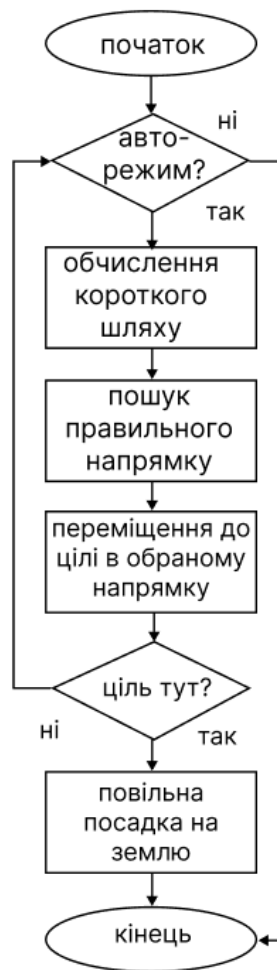 початок
ні
авто-
режим?
так
обчислення
короткого
шляху
пошук
правильного
напрямку
переміщення до
цілі в обраному
напрямку
ціль тут?
ні
так
повільна
посадка на
землю
кінець